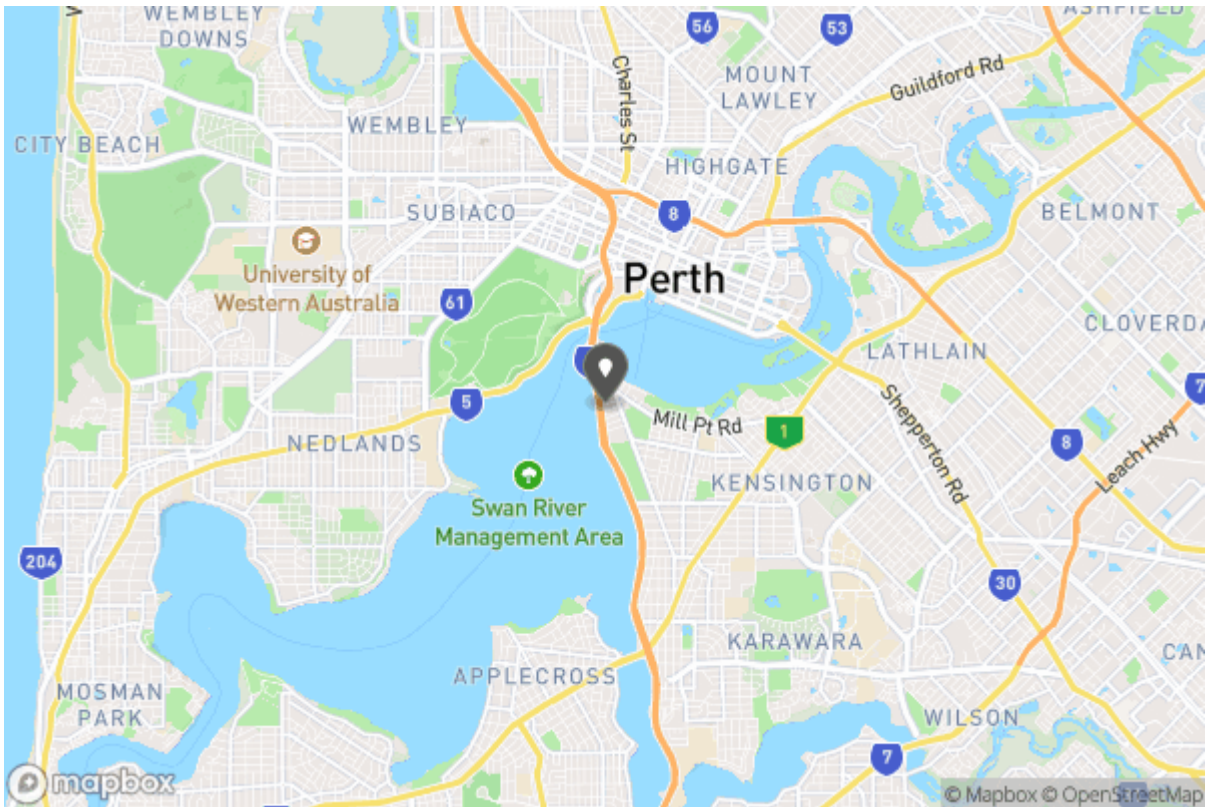 WEMBLEY
DOWNS
56
53
ASHFIELD
Charles St
MOUNT
LAWLEY
Guildford Rd
CITY BEACH
WEMBLEY
HIGHGATE
SUBIACO
8
BELMONT
University of
Western Australia
Perth
61
CLOVERDA
LATHLAIN
5
Mill Pt Rd
1
Shepperton Rd
7
NEDLANDS
8
Leach Hwy
KENSINGTON
Swan River
Management Area
204
30
KARAWARA
CAN
APPLECROSS
MOSMAN
PARK
WILSON
7
mapbox
© Mapbox © OpenStreetMap